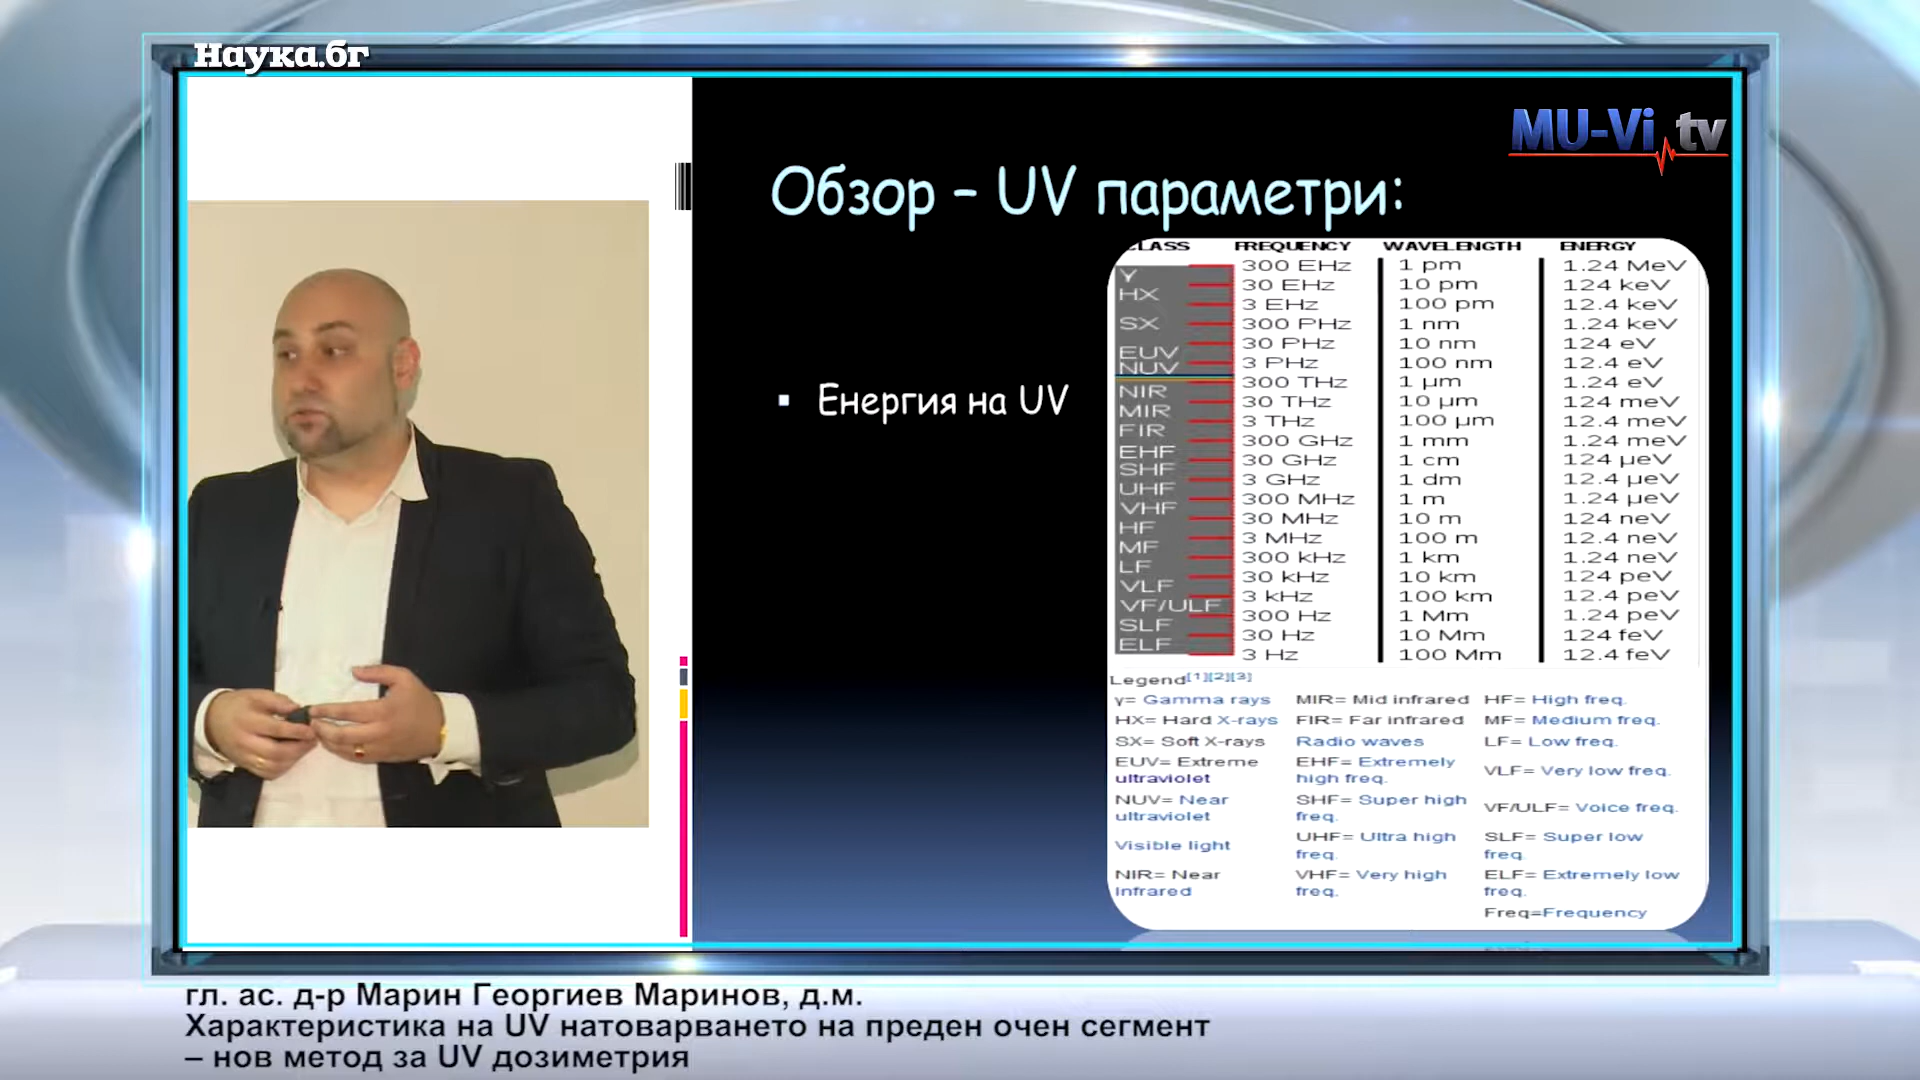 Наука.бг
MU-Vi.tv
Обзор – UV параметри:
▪ Енергия на UV
CLASS FREQUENCY WAVELENGTH ENERGY
γ 300 EHz 1 pm 1.24 MeV
HX 30 EHz 10 pm 124 keV
3 EHz 100 pm 12.4 keV
SX 300 PHz 1 nm 1.24 keV
30 PHz 10 nm 124 eV
EUV
NUV 3 PHz 100 nm 12.4 eV
300 THz 1 µm 1.24 eV
NIR 30 THz 10 µm 124 meV
MIR 3 THz 100 µm 12.4 meV
FIR 300 GHz 1 mm 1.24 meV
EHF 30 GHz 1 cm 124 µeV
SHF 3 GHz 1 dm 12.4 µeV
UHF 300 MHz 1 m 1.24 µeV
VHF 30 MHz 10 m 124 neV
HF 3 MHz 100 m 12.4 neV
MF 300 kHz 1 km 1.24 neV
LF 30 kHz 10 km 124 peV
VLF 3 kHz 100 km 12.4 peV
VF/ULF 300 Hz 1 Mm 1.24 peV
SLF 30 Hz 10 Mm 124 feV
ELF 3 Hz 100 Mm 12.4 feV
Legend[1][2][3]
γ= Gamma rays MIR= Mid infrared HF= High freq.
HX= Hard X-rays FIR= Far infrared MF= Medium freq.
SX= Soft X-rays Radio waves LF= Low freq.
EUV= Extreme EHF= Extremely
ultraviolet high freq. VLF= Very low freq.
NUV= Near SHF= Super high
ultraviolet freq. VF/ULF= Voice freq.
UHF= Ultra high SLF= Super low
Visible light freq. freq.
NIR= Near VHF= Very high ELF= Extremely low
Infrared freq. freq.
Freq=Frequency
гл. ас. д-р Марин Георгиев Маринов, д.м.
Характеристика на UV натоварването на преден очен сегмент
– нов метод за UV дозиметрия